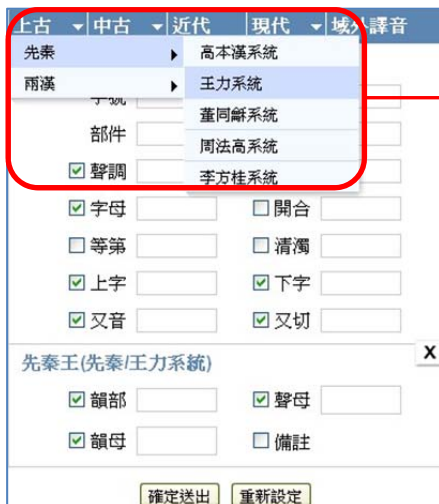 上古 中古 近代 現代 域外譯音
先秦 高本漢系統
兩漢 王力系統
董同龢系統
部件 周法高系統
聲調 李方桂系統
字母 開合
等第 清濁
上字 下字
又音 又切
先秦王(先秦/王力系統) X
韻部 聲母
韻母 備註
確定送出 重新設定